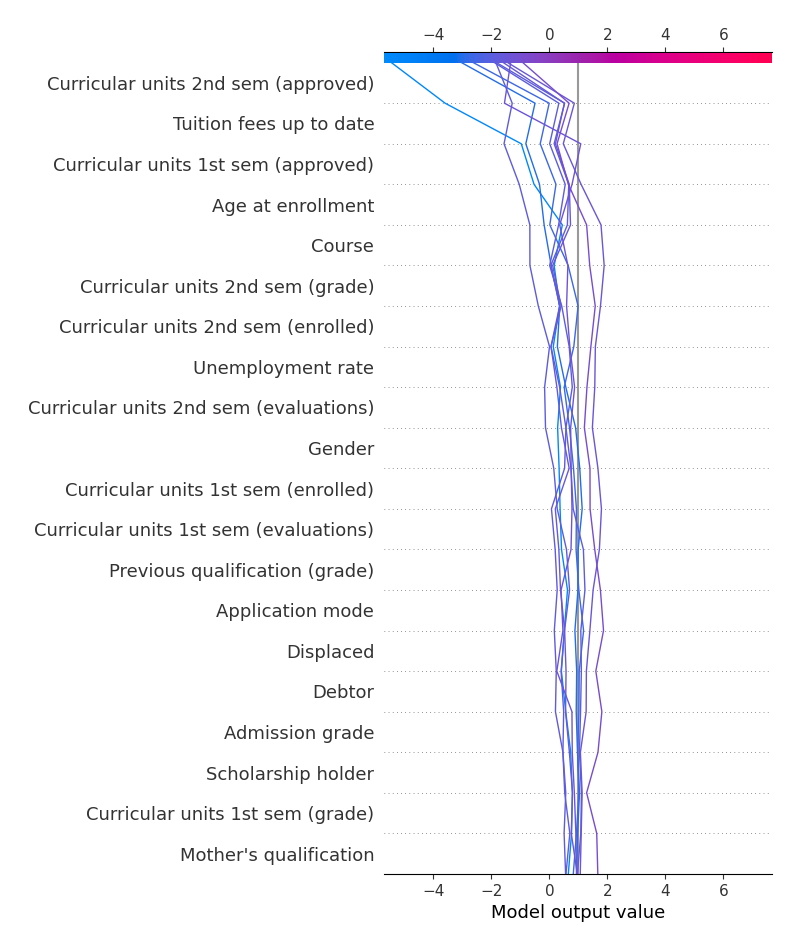 −4 −2 0 2 4 6
Curricular units 2nd sem (approved)
Tuition fees up to date
Curricular units 1st sem (approved)
Age at enrollment
Course
Curricular units 2nd sem (grade)
Curricular units 2nd sem (enrolled)
Unemployment rate
Curricular units 2nd sem (evaluations)
Gender
Curricular units 1st sem (enrolled)
Curricular units 1st sem (evaluations)
Previous qualification (grade)
Application mode
Displaced
Debtor
Admission grade
Scholarship holder
Curricular units 1st sem (grade)
Mother's qualification
−4 −2 0 2 4 6
Model output value